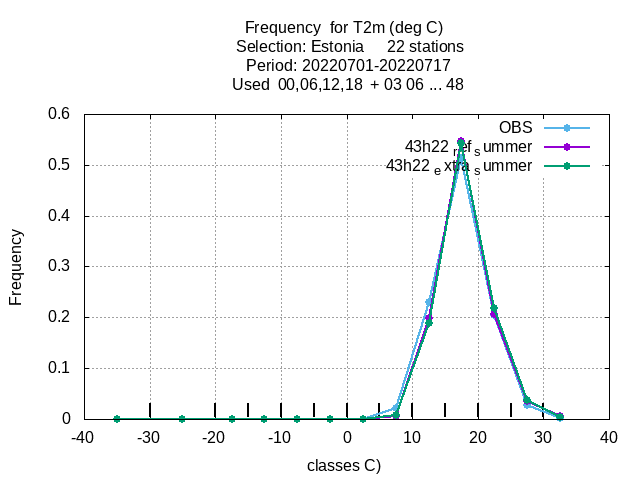 Frequency  for T2m (deg C)
Selection: Estonia     22 stations
Period: 20220701-20220717
Used  00,06,12,18  + 03 06 ... 48
0.6
0.5
0.4
0.3
0.2
0.1
0
Frequency
OBS
43h22 ref summer
43h22 extra summer
-40 -30 -20 -10 0 10 20 30 40
classes C)